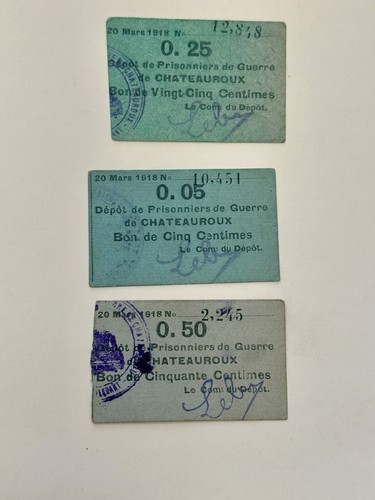 20 Mars 1918 No 12,848
0. 25
Dépôt de Prisonniers de Guerre
de CHATEAUROUX
Bon de Vingt Cinq Centimes
Le Com. du Dépôt.
20 Mars 1918 No 10,451
0. 05
Dépôt de Prisonniers de Guerre
de CHATEAUROUX
Bon de Cinq Centimes
Le Com. du Dépôt.
20 Mars 1918 No 2,245
0. 50
Dépôt de Prisonniers de Guerre
de CHATEAUROUX
Bon de Cinquante Centimes
Le Com. du Dépôt.